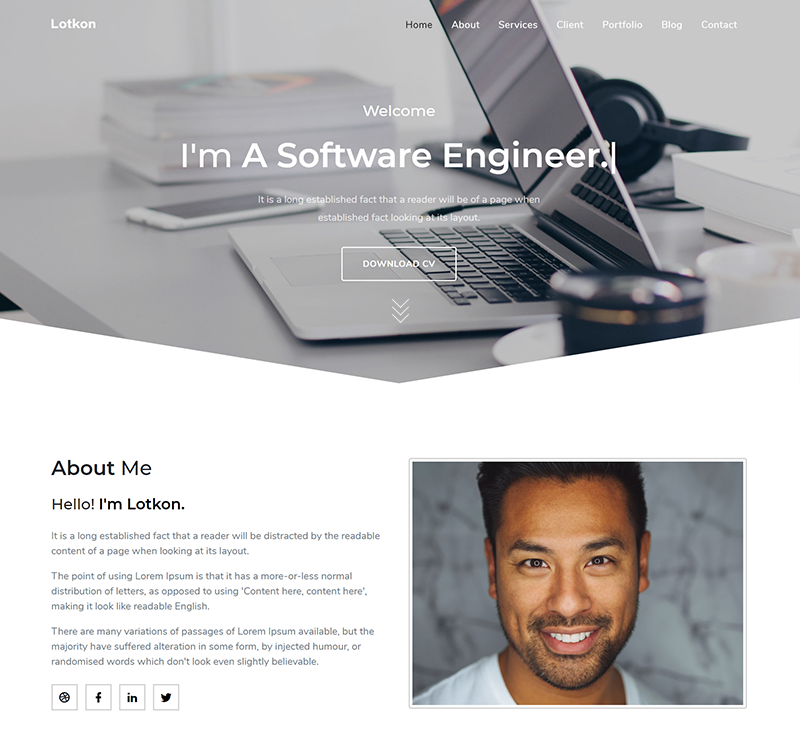 Lotkon
Home About Services Client Portfolio Blog Contact
Welcome
I'm A Software Engineer.|
It is a long established fact that a reader will be of a page when
established fact looking at its layout.
DOWNLOAD CV
About Me
Hello! I'm Lotkon.
It is a long established fact that a reader will be distracted by the readable
content of a page when looking at its layout.
The point of using Lorem Ipsum is that it has a more-or-less normal
distribution of letters, as opposed to using 'Content here, content here',
making it look like readable English.
There are many variations of passages of Lorem Ipsum available, but the
majority have suffered alteration in some form, by injected humour, or
randomised words which don't look even slightly believable.